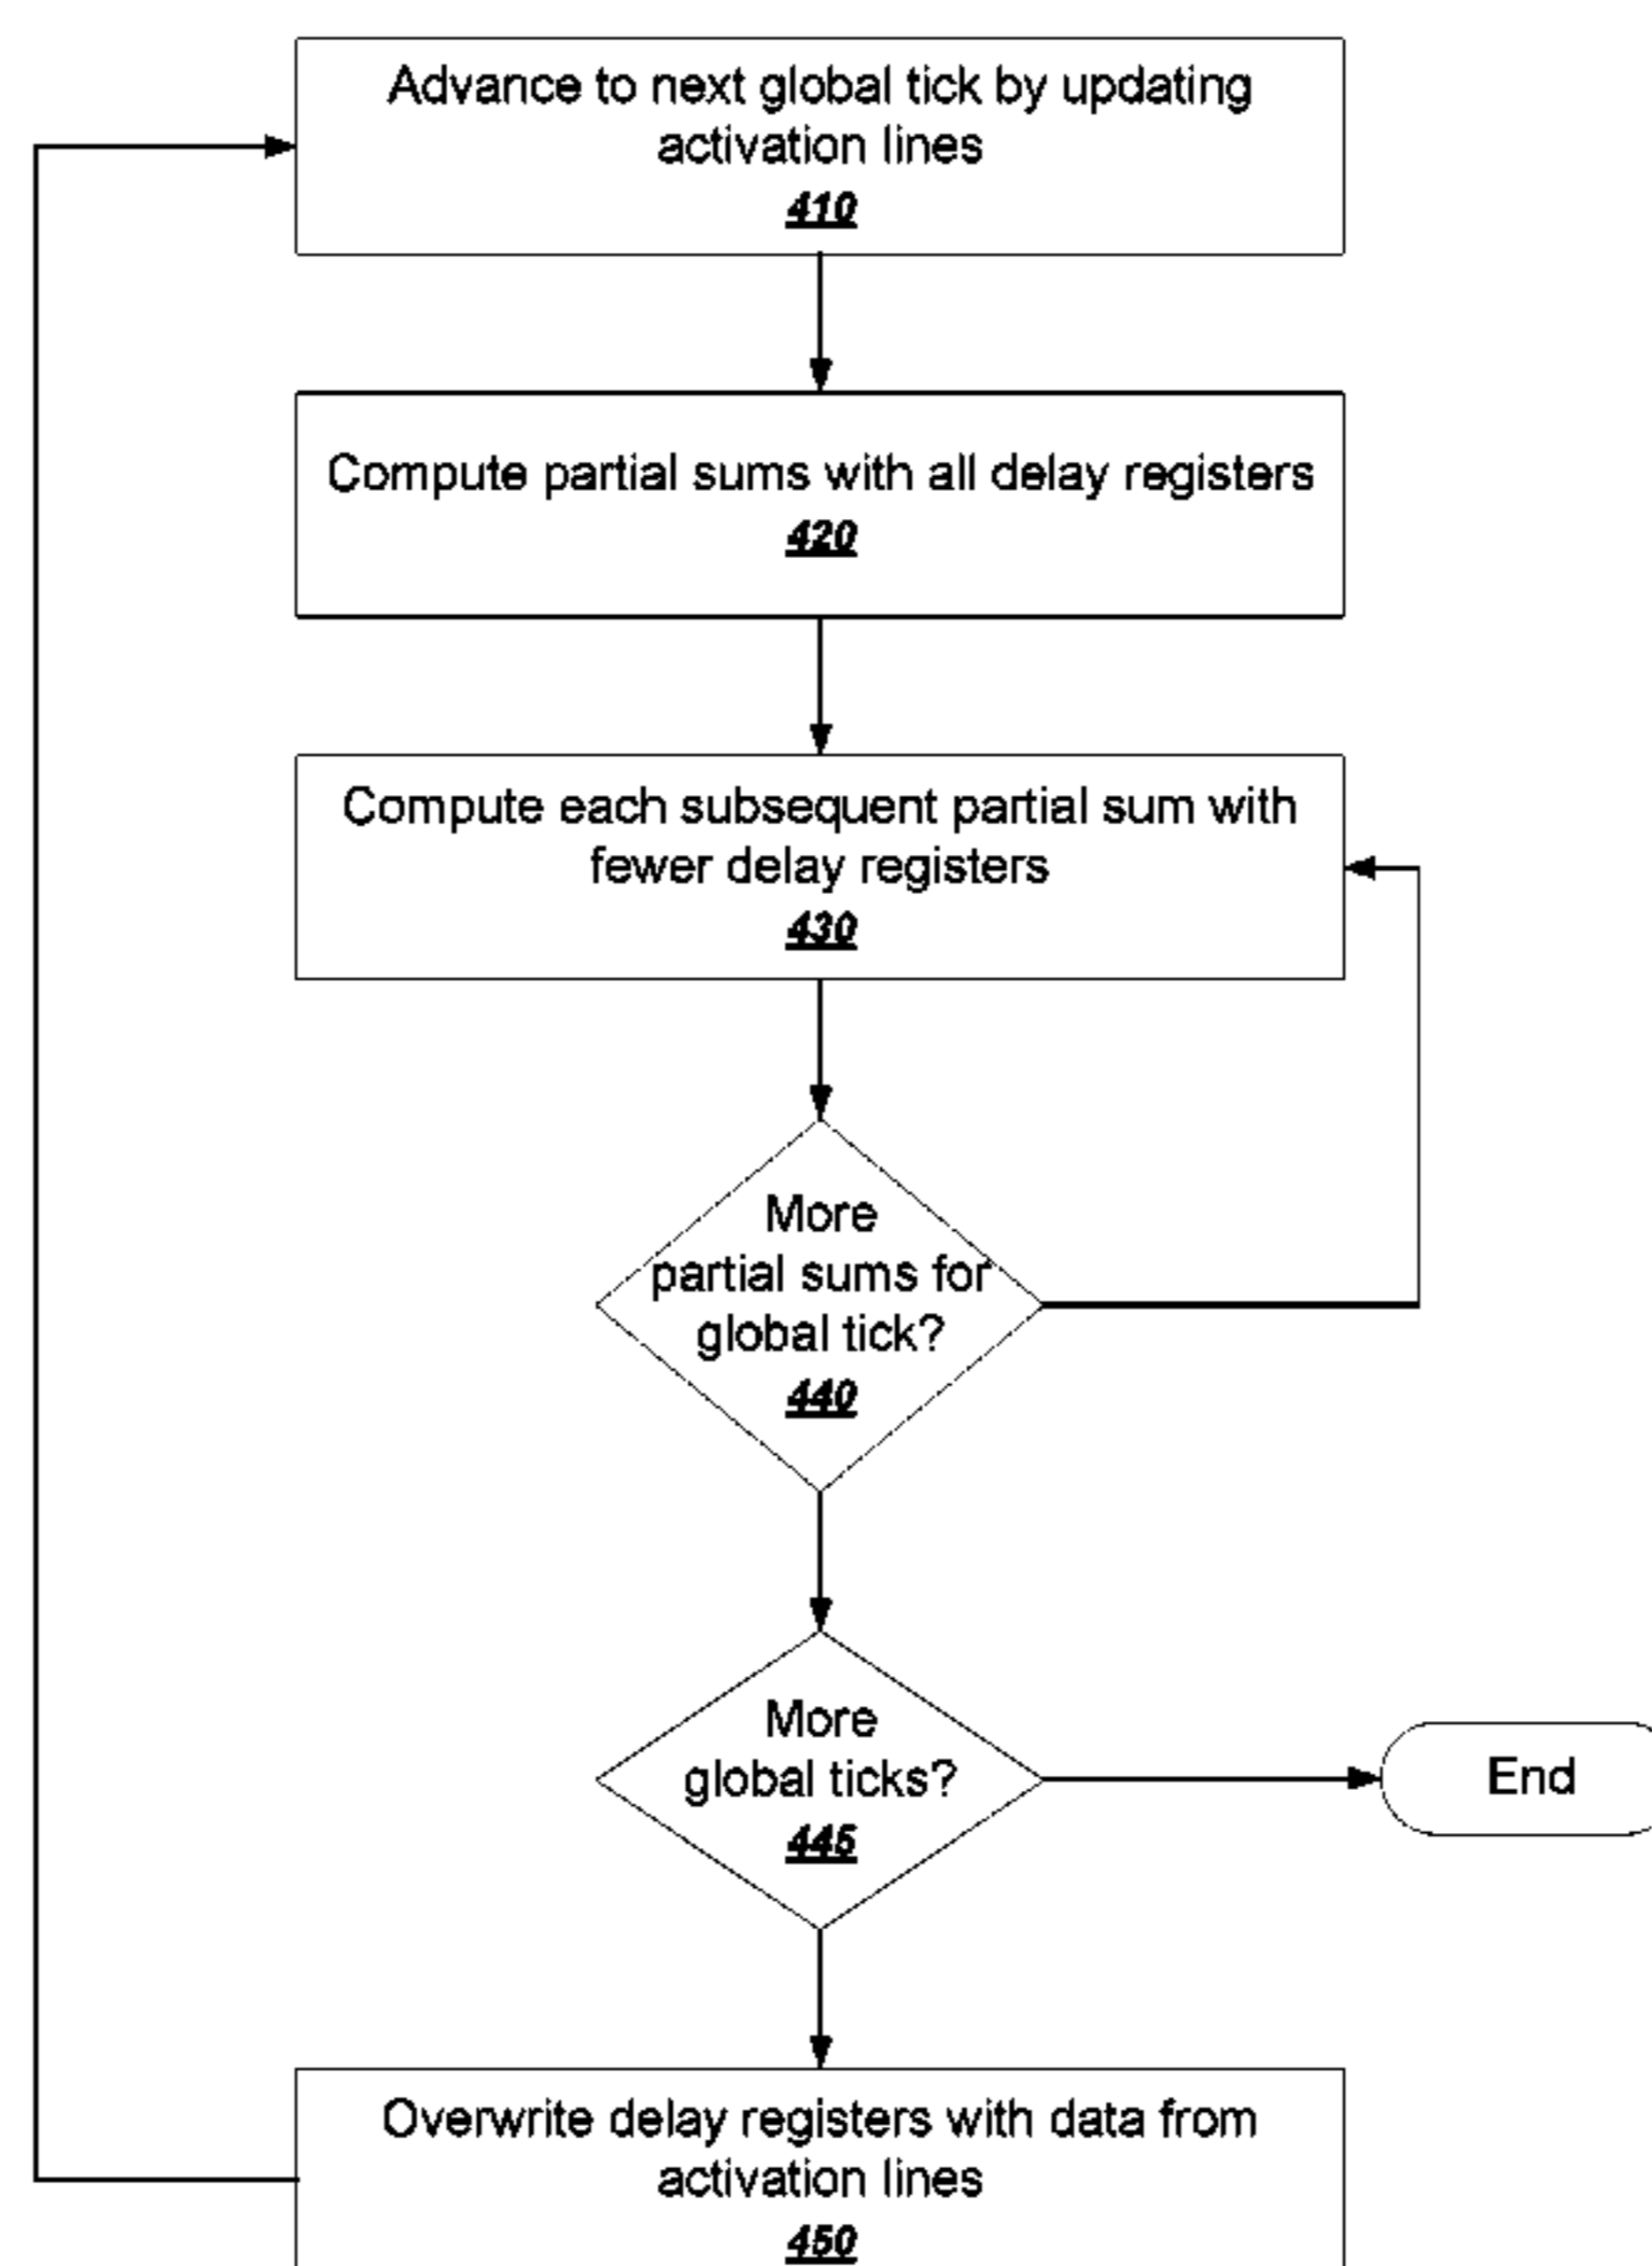 Advance to next global tick by updating
activation lines
410
Compute partial sums with all delay registers
420
Compute each subsequent partial sum with
fewer delay registers
430
More
partial sums for
global tick?
440
More
global ticks?
445
End
Overwrite delay registers with data from
activation lines
450